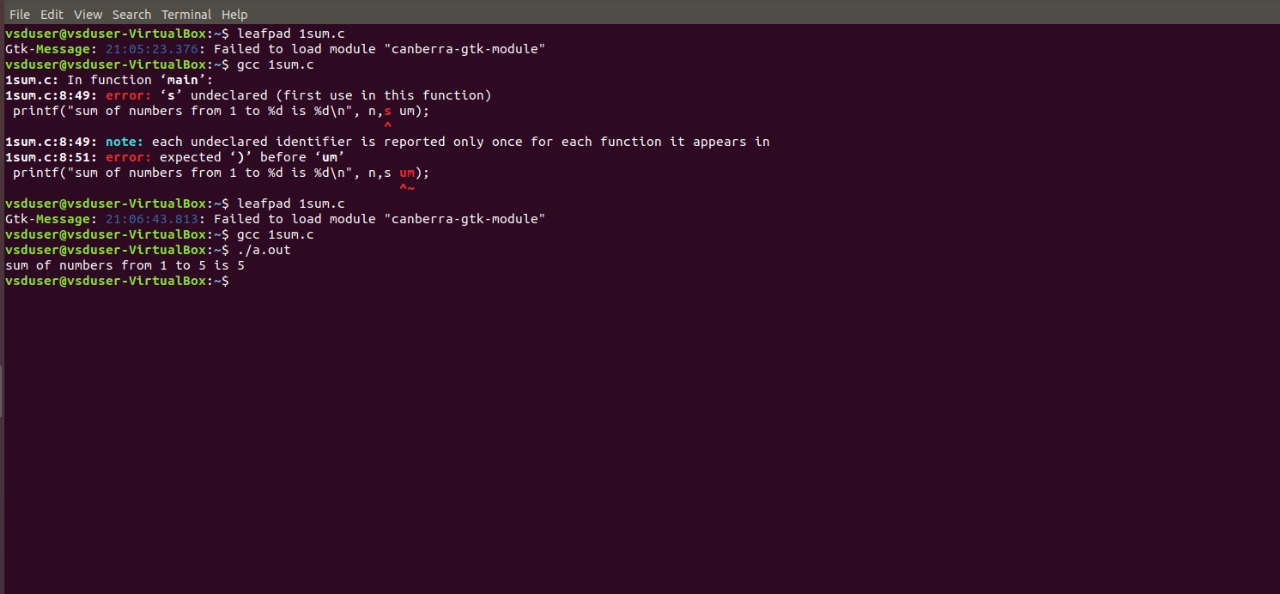 File Edit View Search Terminal Help
vsduser@vsduser-VirtualBox:~$ leafpad 1sum.c
Gtk-Message: 21:05:23.376: Failed to load module "canberra-gtk-module"
vsduser@vsduser-VirtualBox:~$ gcc 1sum.c
1sum.c: In function ‘main’:
1sum.c:8:49: error: ‘s’ undeclared (first use in this function)
 printf("sum of numbers from 1 to %d is %d\n", n,s um);
                                                 ^
1sum.c:8:49: note: each undeclared identifier is reported only once for each function it appears in
1sum.c:8:51: error: expected ‘)’ before ‘um’
 printf("sum of numbers from 1 to %d is %d\n", n,s um);
                                                   ^~
vsduser@vsduser-VirtualBox:~$ leafpad 1sum.c
Gtk-Message: 21:06:43.813: Failed to load module "canberra-gtk-module"
vsduser@vsduser-VirtualBox:~$ gcc 1sum.c
vsduser@vsduser-VirtualBox:~$ ./a.out
sum of numbers from 1 to 5 is 5
vsduser@vsduser-VirtualBox:~$